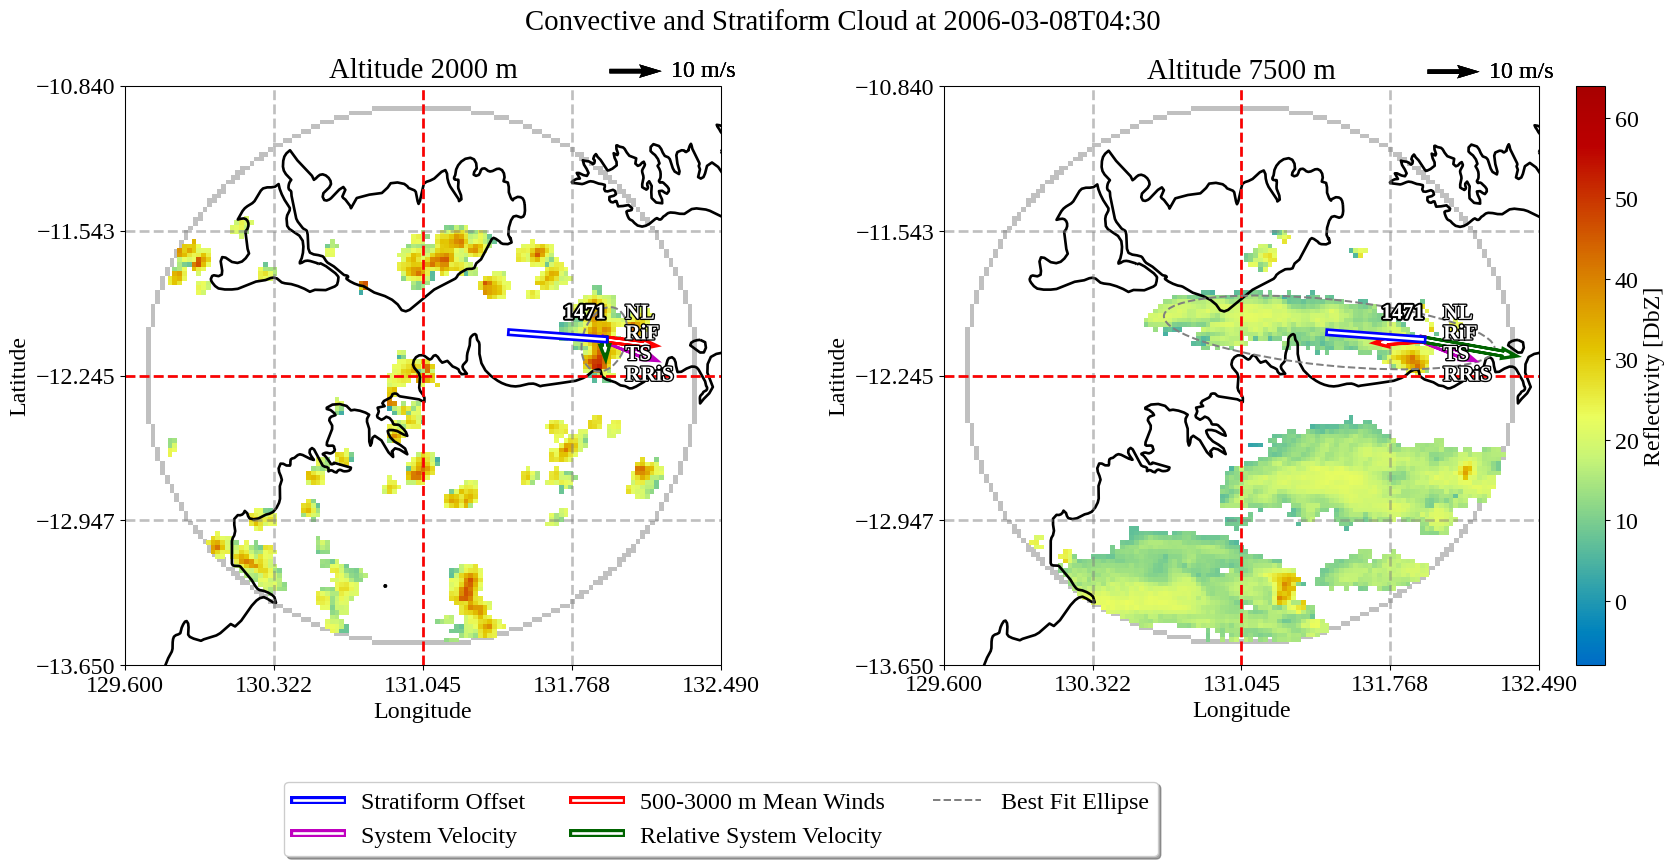 Convective and Stratiform Cloud at 2006-03-08T04:30
Altitude 2000 m
10 m/s
Altitude 7500 m
10 m/s
−10.840
−11.543
−12.245
−12.947
−13.650
Latitude
129.600
130.322
131.045
131.768
132.490
Longitude
1471
NL
RiF
TS
RRiS
−10.840
−11.543
−12.245
−12.947
−13.650
Latitude
129.600
130.322
131.045
131.768
132.490
Longitude
1471
NL
RiF
TS
RRiS
60
50
40
30
20
10
0
Reflectivity [DbZ]
Stratiform Offset
500-3000 m Mean Winds
Best Fit Ellipse
System Velocity
Relative System Velocity